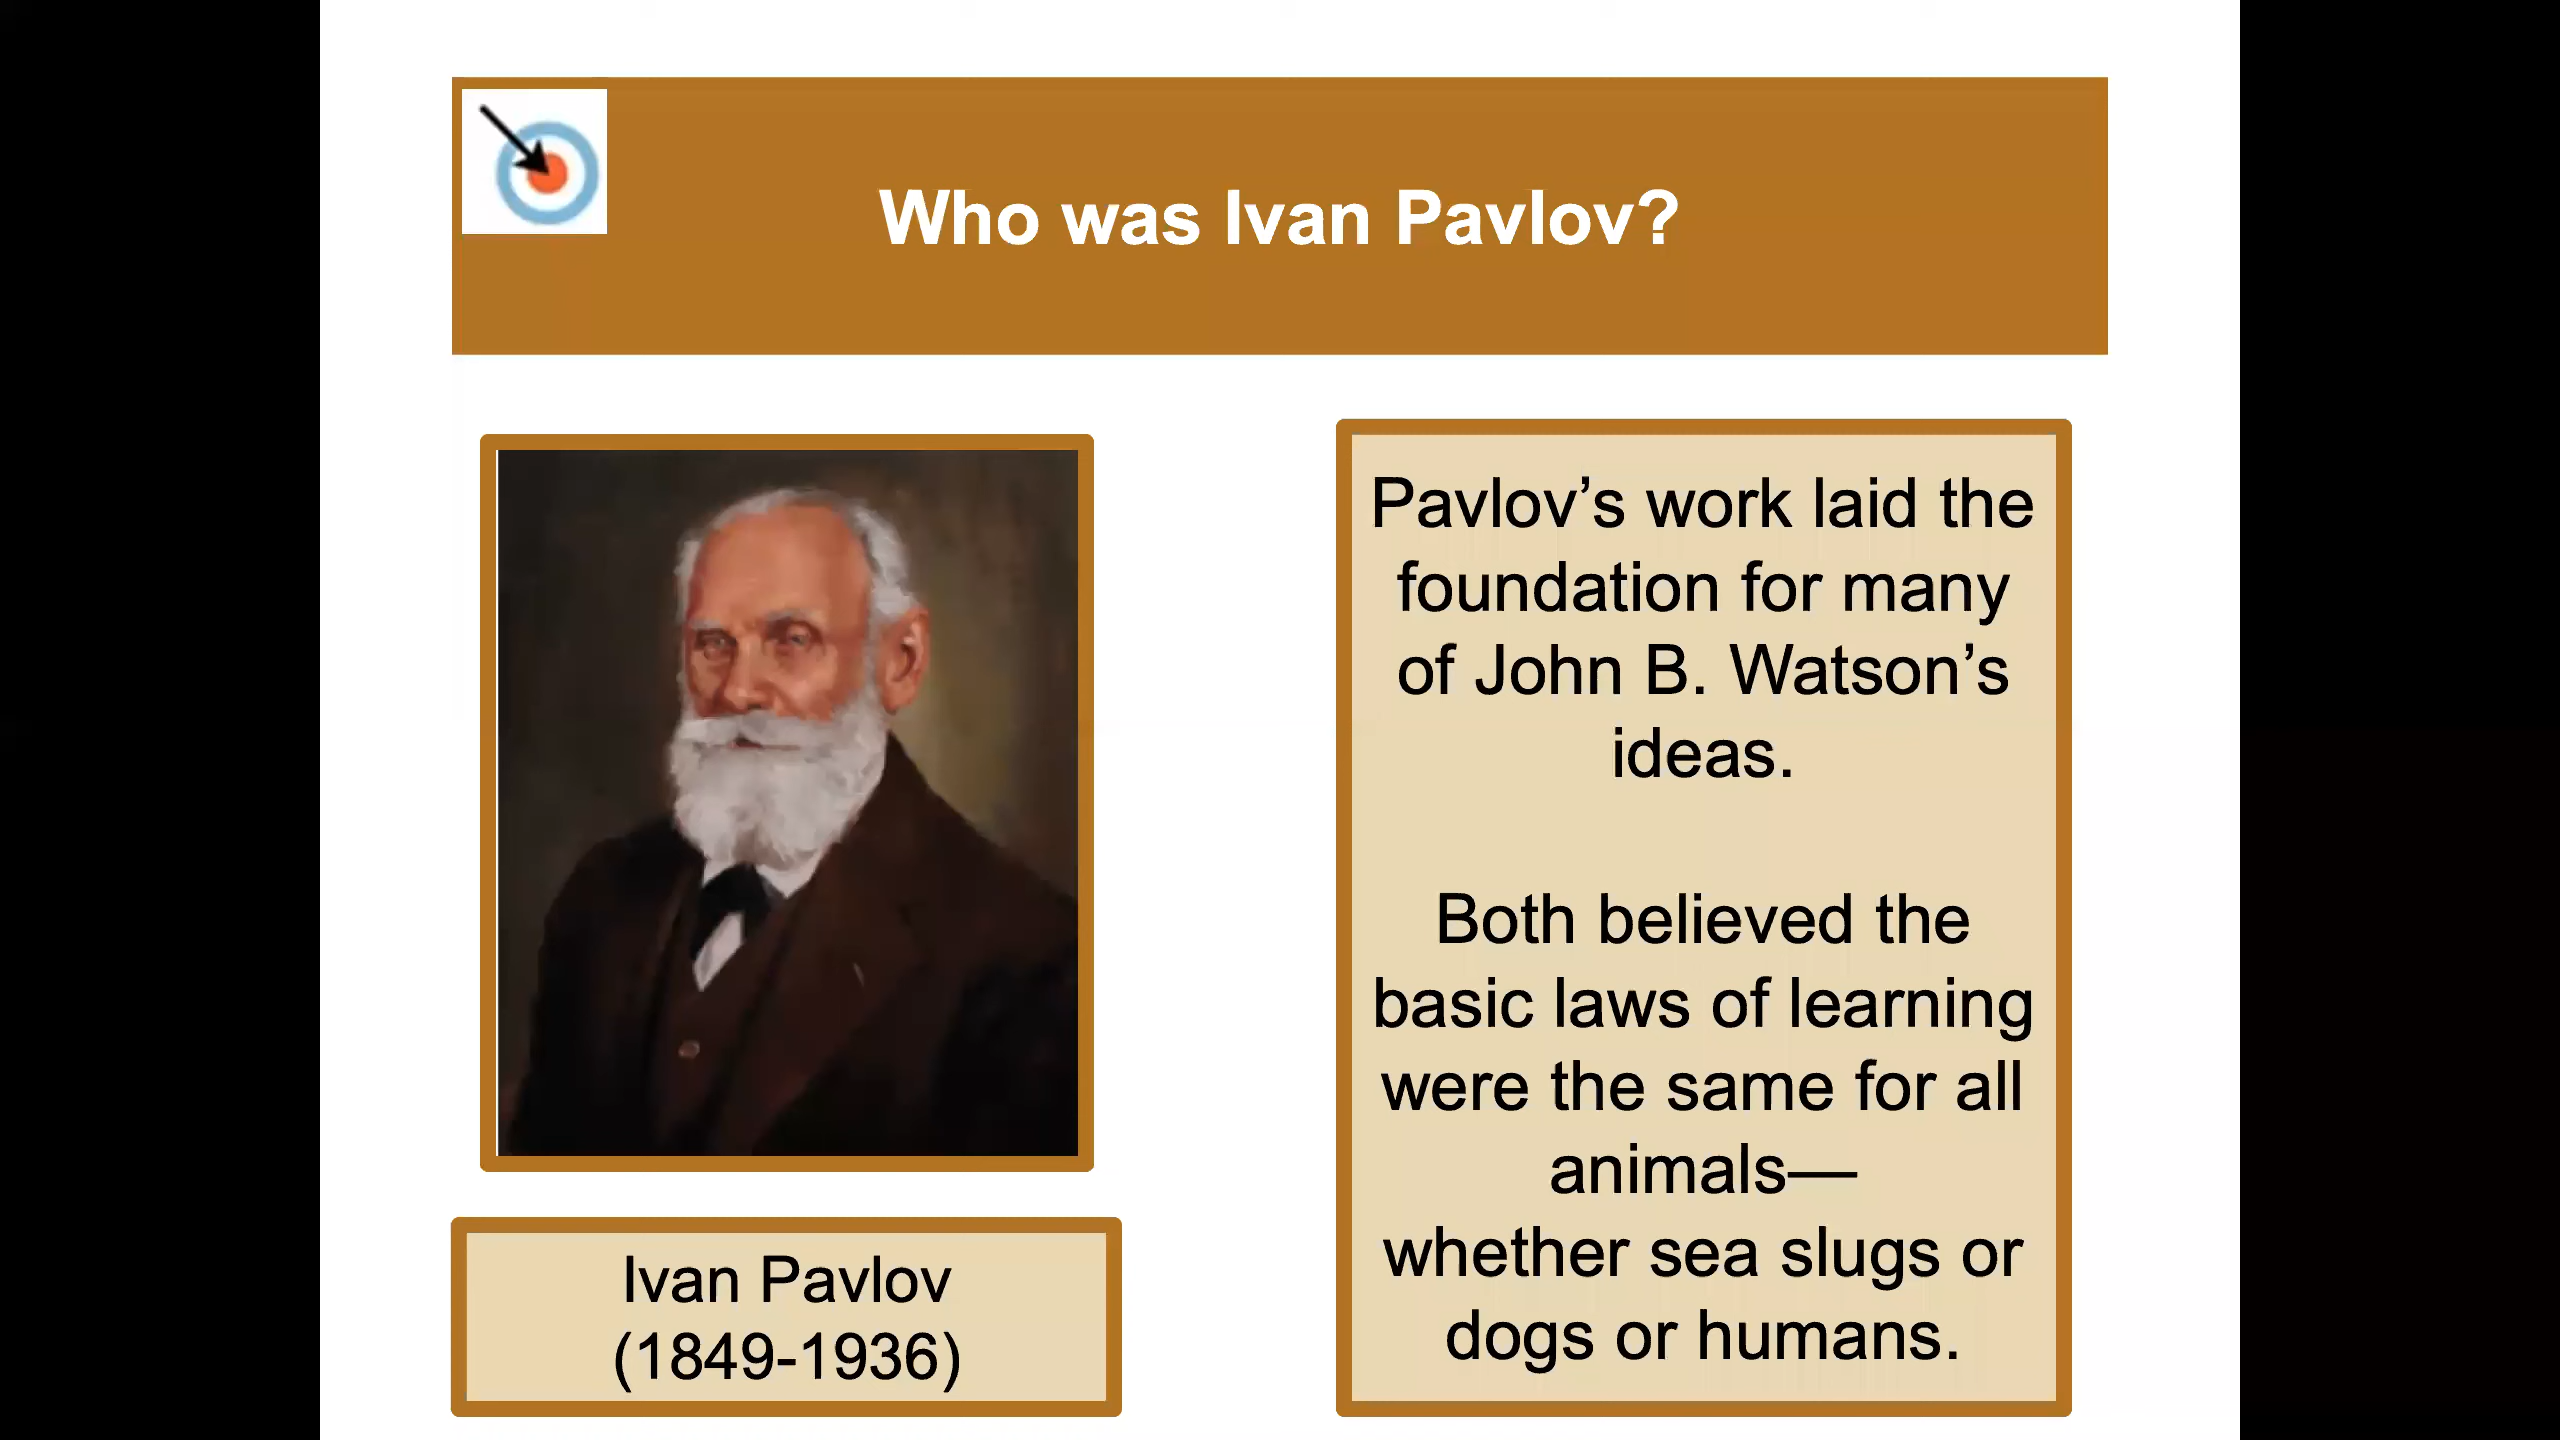 Who was Ivan Pavlov?
Pavlov’s work laid the
foundation for many
of John B. Watson’s
ideas.
Both believed the
basic laws of learning
were the same for all
animals—
whether sea slugs or
dogs or humans.
Ivan Pavlov
(1849-1936)